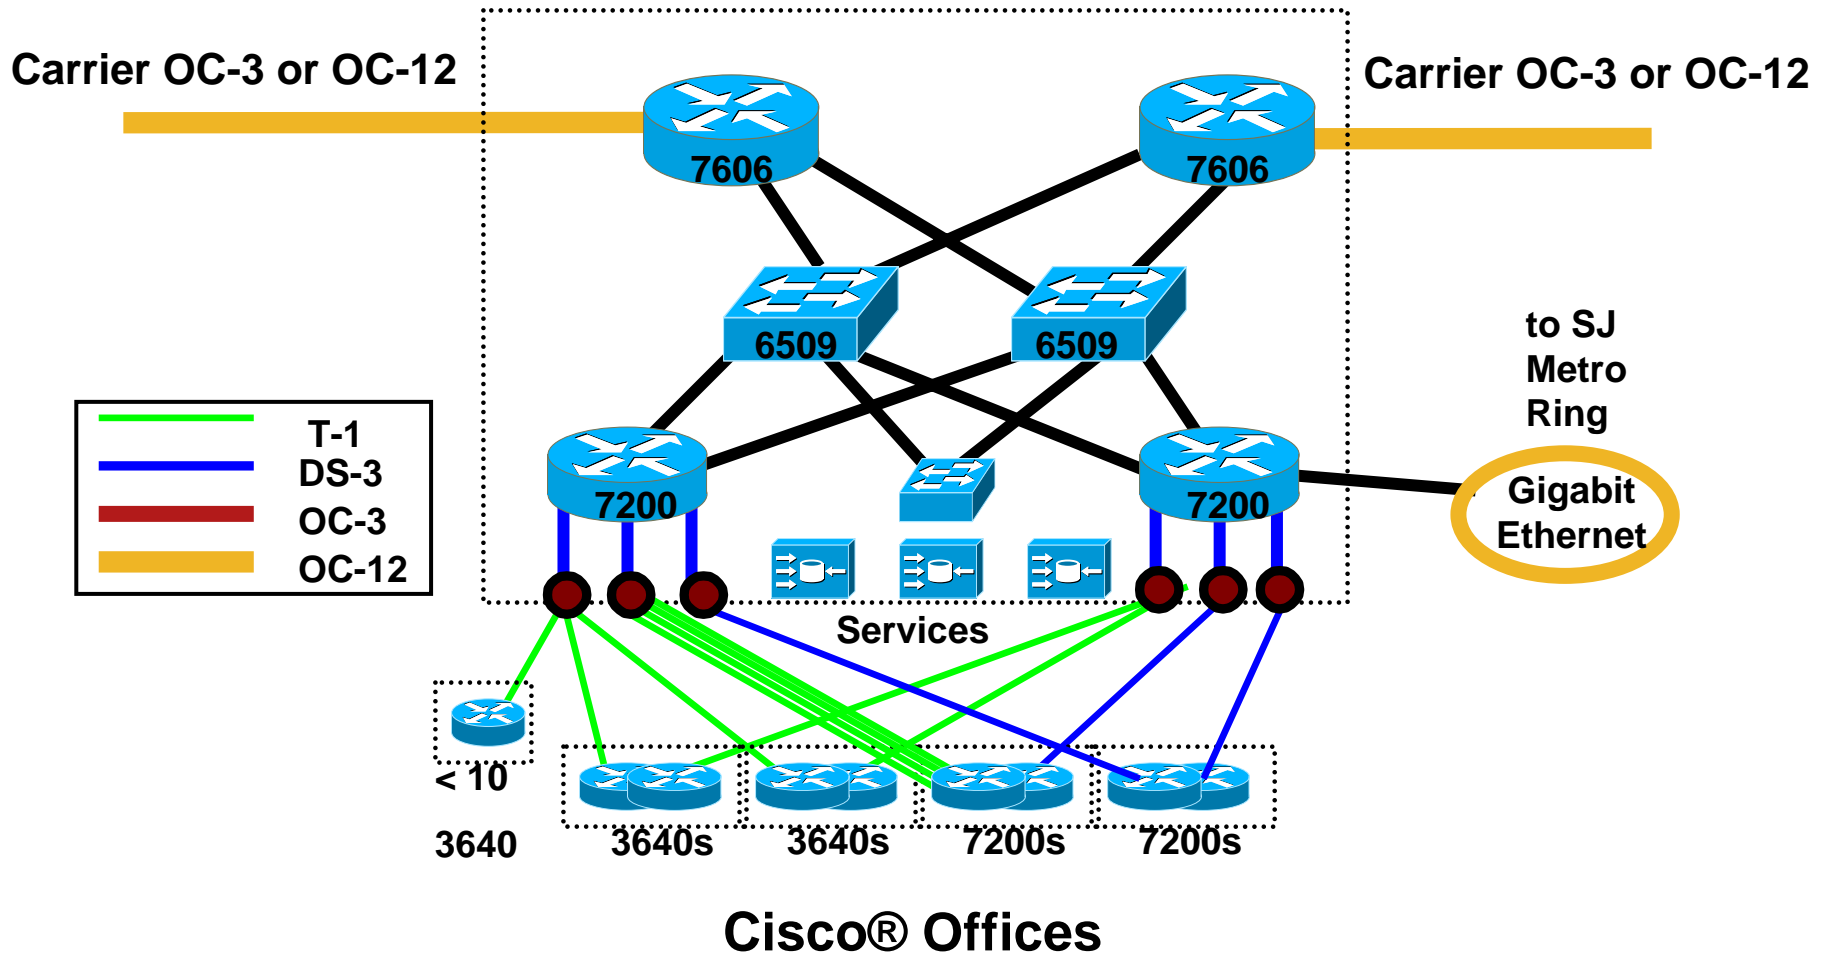 Carrier OC-3 or OC-12
Carrier OC-3 or OC-12
7606
7606
6509
6509
to SJ
Metro
Ring
T-1
DS-3
OC-3
OC-12
7200
7200
Gigabit
Ethernet
Services
< 10
3640
3640s
3640s
7200s
7200s
Cisco® Offices